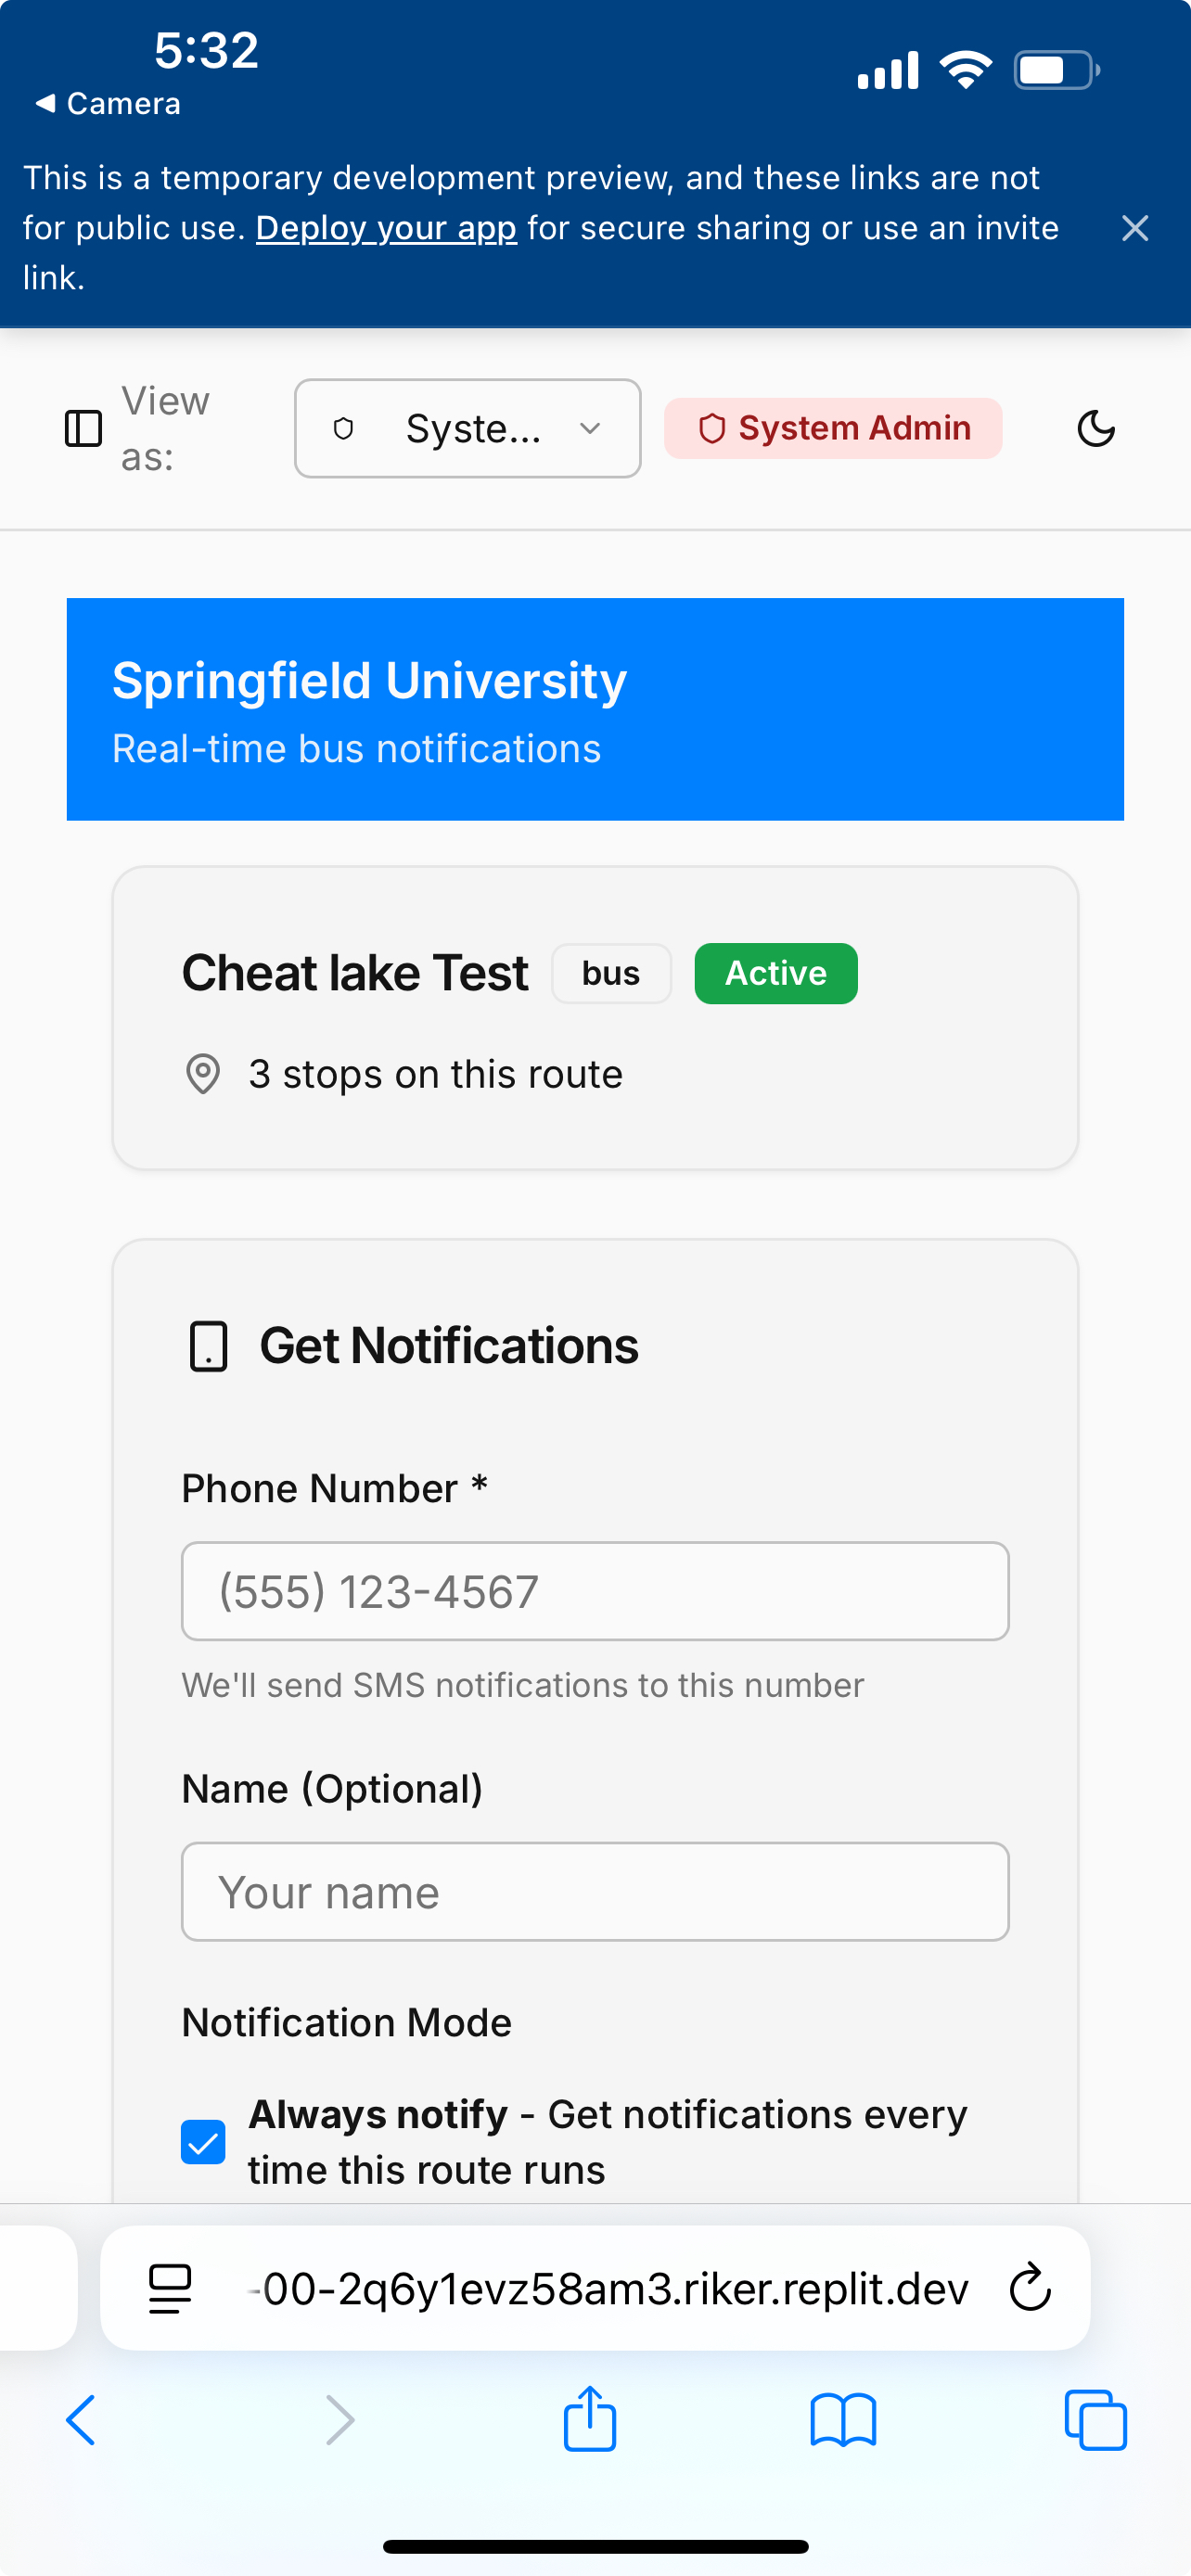 5:32
Camera
This is a temporary development preview, and these links are not
for public use. Deploy your app for secure sharing or use an invite
link.
View
as:
Syste...
System Admin
Springfield University
Real-time bus notifications
Cheat lake Test
bus
Active
3 stops on this route
Get Notifications
Phone Number *
(555) 123-4567
We'll send SMS notifications to this number
Name (Optional)
Your name
Notification Mode
Always notify - Get notifications every
time this route runs
-00-2q6y1evz58am3.riker.replit.dev